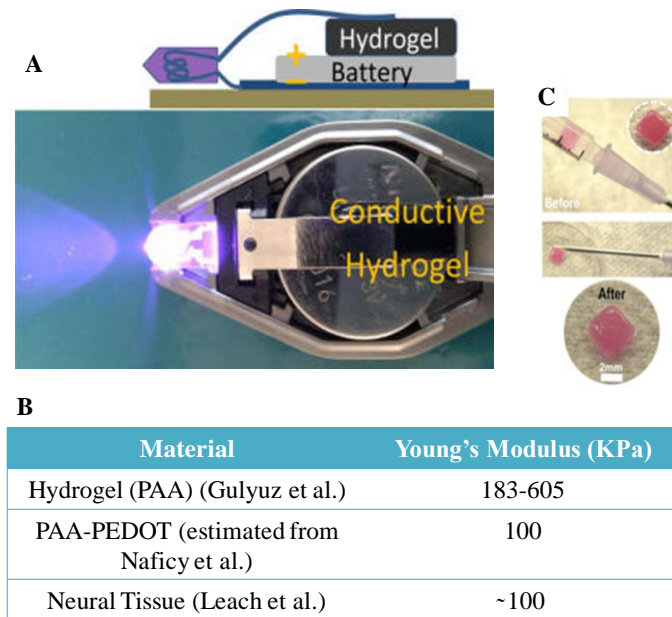 A
Hydrogel
+
Battery
–
C
Conductive
Hydrogel
Before
After
2mm
B
Material Young's Modulus (KPa)
Hydrogel (PAA) (Gulyuz et al.) 183-605
PAA-PEDOT (estimated from
Naficy et al.) 100
Neural Tissue (Leach et al.) ~100